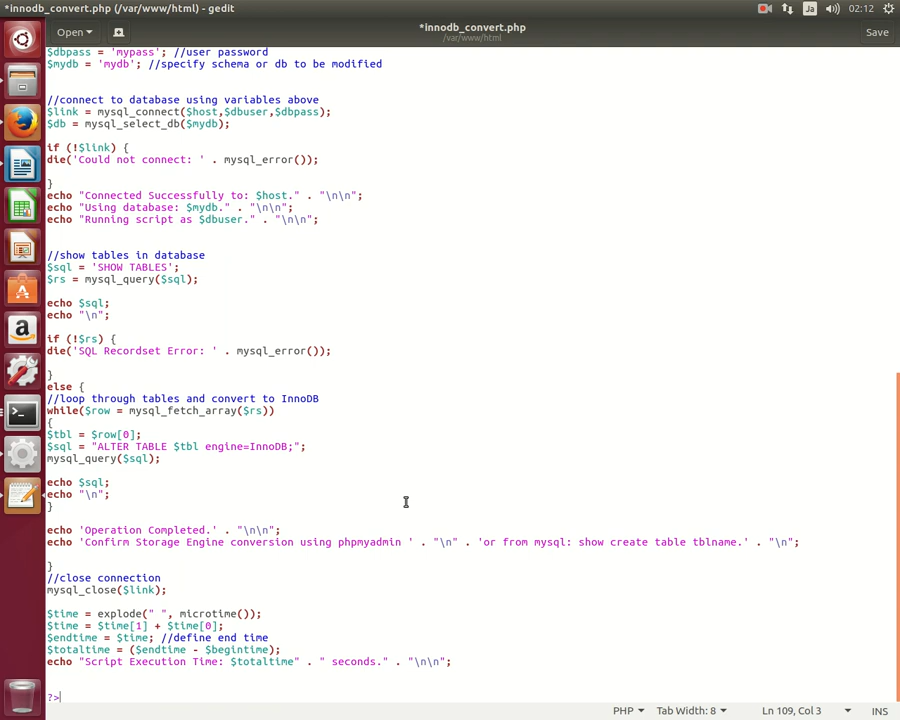 *innodb_convert.php (/var/www/html) - gedit
Ja
02:12
Open
*innodb_convert.php
/var/www/html
Save
$dbpass = 'mypass'; //user password
$mydb = 'mydb'; //specify schema or db to be modified
//connect to database using variables above
$link = mysql_connect($host,$dbuser,$dbpass);
$db = mysql_select_db($mydb);
if (!$link) {
die('Could not connect: ' . mysql_error());
}
echo "Connected Successfully to: $host." . "\n\n";
echo "Using database: $mydb." . "\n\n";
echo "Running script as $dbuser." . "\n\n";
//show tables in database
$sql = 'SHOW TABLES';
$rs = mysql_query($sql);
echo $sql;
echo "\n";
if (!$rs) {
die('SQL Recordset Error: ' . mysql_error());
}
else {
//loop through tables and convert to InnoDB
while($row = mysql_fetch_array($rs))
{
$tbl = $row[0];
$sql = "ALTER TABLE $tbl engine=InnoDB;";
mysql_query($sql);
echo $sql;
echo "\n";
}
echo 'Operation Completed.' . "\n\n";
echo 'Confirm Storage Engine conversion using phpmyadmin ' . "\n" . 'or from mysql: show create table tblname.' . "\n";
}
//close connection
mysql_close($link);
$time = explode(" ", microtime());
$time = $time[1] + $time[0];
$endtime = $time; //define end time
$totaltime = ($endtime - $begintime);
echo "Script Execution Time: $totaltime" . " seconds." . "\n\n";
?>
PHP
Tab Width: 8
Ln 109, Col 3
INS